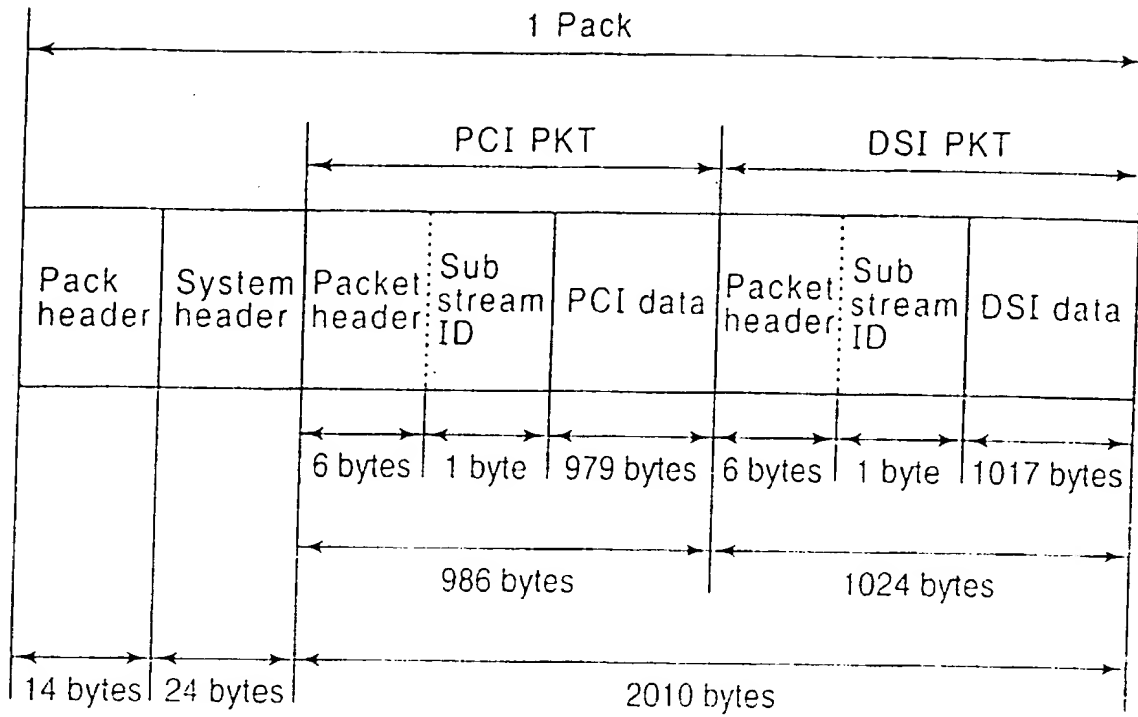 1 Pack
PCI PKT
DSI PKT
Pack
header
System
header
Packet
header
Sub
stream
ID
PCI data
Packet
header
Sub
stream
ID
DSI data
6 bytes
1 byte
979 bytes
6 bytes
1 byte
1017 bytes
986 bytes
1024 bytes
14 bytes
24 bytes
2010 bytes